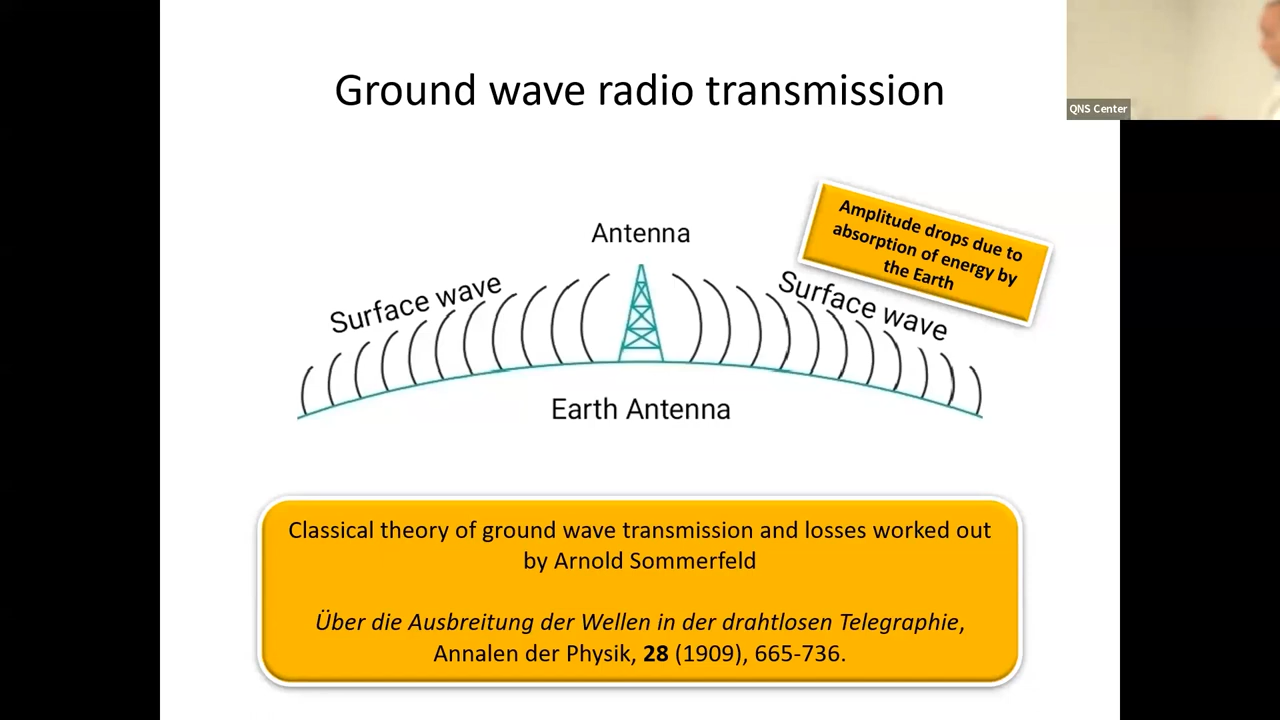 QNS Center
Ground wave radio transmission
Amplitude drops due to
absorption of energy by
the Earth
Antenna
Surface wave
Surface wave
Earth Antenna
Classical theory of ground wave transmission and losses worked out
by Arnold Sommerfeld
Über die Ausbreitung der Wellen in der drahtlosen Telegraphie,
Annalen der Physik, 28 (1909), 665-736.